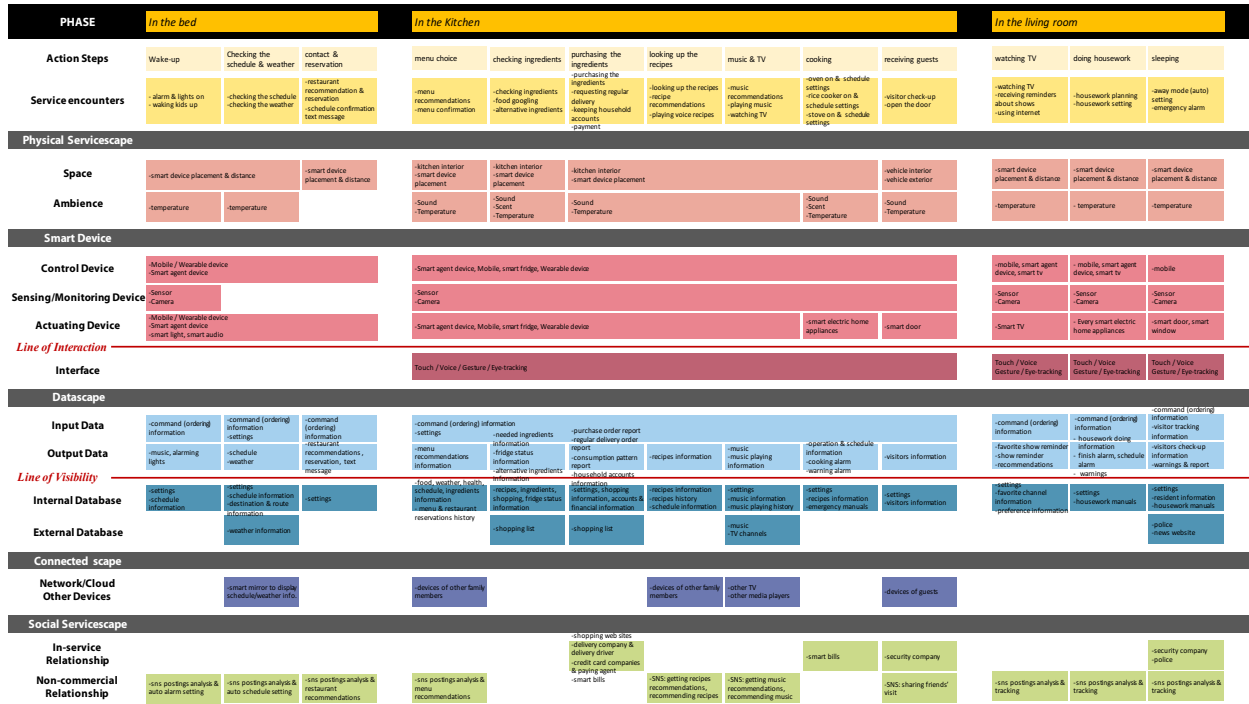 PHASE
In the bed
In the Kitchen
In the living room
Action Steps
Wake-up
Checking the
schedule & weather
contact &
reservation
menu choice
checking ingredients
purchasing the
ingredients
looking up the
recipes
music & TV
cooking
receiving guests
watching TV
doing housework
sleeping
Service encounters
- alarm & lights on
- waking kids up
-checking the schedule
-checking the weather
-restaurant
recommendation &
reservation
-schedule confirmation
text message
-menu
recommendations
-menu confirmation
-checking ingredients
-food googling
-alternative ingredients
-purchasing the
ingredients
-requesting regular
delivery
-keeping household
accounts
-payment
-looking up the recipes
-recipe
recommendations
-playing voice recipes
-music
recommendations
-playing music
-watching TV
-oven on & schedule
settings
-rice cooker on &
schedule settings
-stove on & schedule
settings
-visitor check-up
-open the door
-watching TV
-receiving reminders
about shows
-using internet
-housework planning
-housework setting
-away mode (auto)
setting
-emergency alarm
Physical Servicescape
Space
-smart device placement & distance
-smart device
placement & distance
-kitchen interior
-smart device
placement
-kitchen interior
-smart device
placement
-kitchen interior
-smart device placement
-vehicle interior
-vehicle exterior
-smart device
placement & distance
-smart device
placement & distance
-smart device
placement & distance
Ambience
-temperature
-temperature
-Sound
-Temperature
-Sound
-Scent
-Temperature
-Sound
-Temperature
-Sound
-Scent
-Temperature
-Sound
-Temperature
-temperature
- temperature
-temperature
Smart Device
Control Device
-Mobile / Wearable device
-Smart agent device
-Smart agent device, Mobile, smart fridge, Wearable device
-mobile, smart agent
device, smart tv
- mobile, smart agent
device, smart tv
-mobile
Sensing/Monitoring Device
-Sensor
-Camera
-Sensor
-Camera
-Sensor
-Camera
-Sensor
-Camera
-Sensor
-Camera
Actuating Device
-Mobile / Wearable device
-Smart agent device
-smart light, smart audio
-Smart agent device, Mobile, smart fridge, Wearable device
-smart electric home
appliances
-smart door
-Smart TV
- Every smart electric
home appliances
-smart door, smart
window
Line of Interaction
Interface
Touch / Voice / Gesture / Eye-tracking
Touch / Voice
Gesture / Eye-tracking
Touch / Voice
Gesture / Eye-tracking
Touch / Voice
Gesture / Eye-tracking
Datascape
Input Data
-command (ordering)
information
-command (ordering)
information
-settings
-command
(ordering)
information
-command (ordering) information
-settings
-command (ordering)
information
-command (ordering)
information
-command (ordering)
information
-visitor tracking
information
Output Data
-music, alarming
lights
-schedule
-weather
-restaurant
recommendations ,
reservation, text
message
-menu
recommendations
information
-needed ingredients
information
-fridge status
information
-alternative ingredients
-purchase order report
-regular delivery order
report
-consumption pattern
report
-household accounts
information
-recipes information
-music
-music playing
information
-operation & schedule
information
-cooking alarm
-warning alarm
-visitors information
-favorite show reminder
-show reminder
-recommendations
- housework doing
information
- finish alarm, schedule
alarm
- warnings
-visitors check-up
information
-warnings & report
Line of Visibility
Internal Database
-settings
-schedule
information
-settings
-schedule information
-destination & route
information
-settings
-food, weather, health,
schedule, ingredients
information
- menu & restaurant
reservations history
-recipes, ingredients,
shopping, fridge status
information
-settings, shopping
information, accounts &
financial information
-recipes information
-recipes history
-schedule information
-settings
-music information
-music playing history
-settings
-recipes information
-emergency manuals
-settings
-visitors information
-settings
-favorite channel
information
-preference information
-settings
-housework manuals
-settings
-resident information
-housework manuals
External Database
-weather information
-shopping list
-shopping list
-music
-TV channels
-police
-news website
Connected scape
Network/Cloud
Other Devices
-smart mirror to display
schedule/weather info.
-devices of other family
members
-devices of other family
members
-other TV
-other media players
-devices of guests
Social Servicescape
In-service
Relationship
-shopping web sites
-delivery company &
delivery driver
-credit card companies
& paying agent
-smart bills
-smart bills
-security company
-security company
-police
Non-commercial
Relationship
-sns postings analysis &
auto alarm setting
-sns postings analysis &
auto schedule setting
-sns postings analysis &
restaurant
recommendations
-sns postings analysis &
menu
recommendations
-SNS: getting recipes
recommendations,
recommending recipes
-SNS: getting music
recommendations,
recommending music
-SNS: sharing friends'
visit
-sns postings analysis &
tracking
-sns postings analysis &
tracking
-sns postings analysis &
tracking